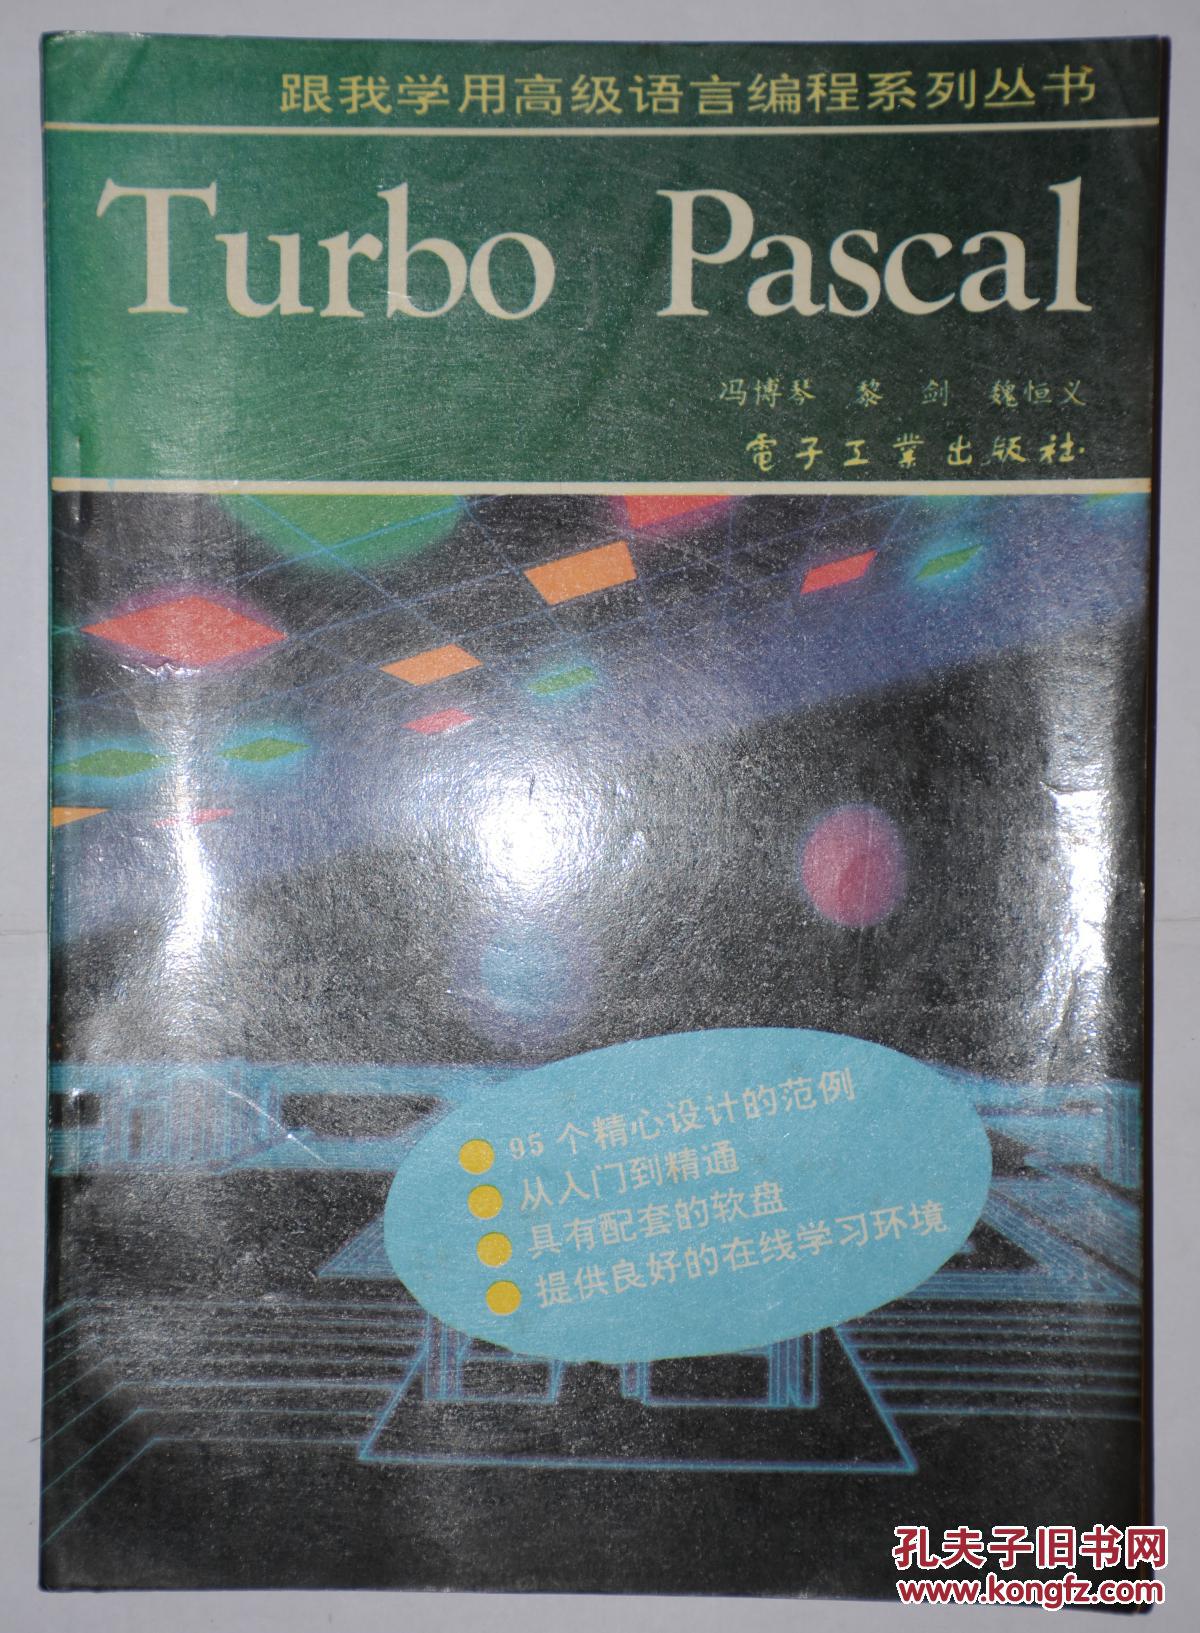 跟我学用高级语言编程系列丛书
Turbo Pascal
冯博琴 黎 剑 魏恒义
電子工業出版社
95个精心设计的范例
从入门到精通
具有配套的软盘
提供良好的在线学习环境
孔夫子旧书网
www.kongfz.com